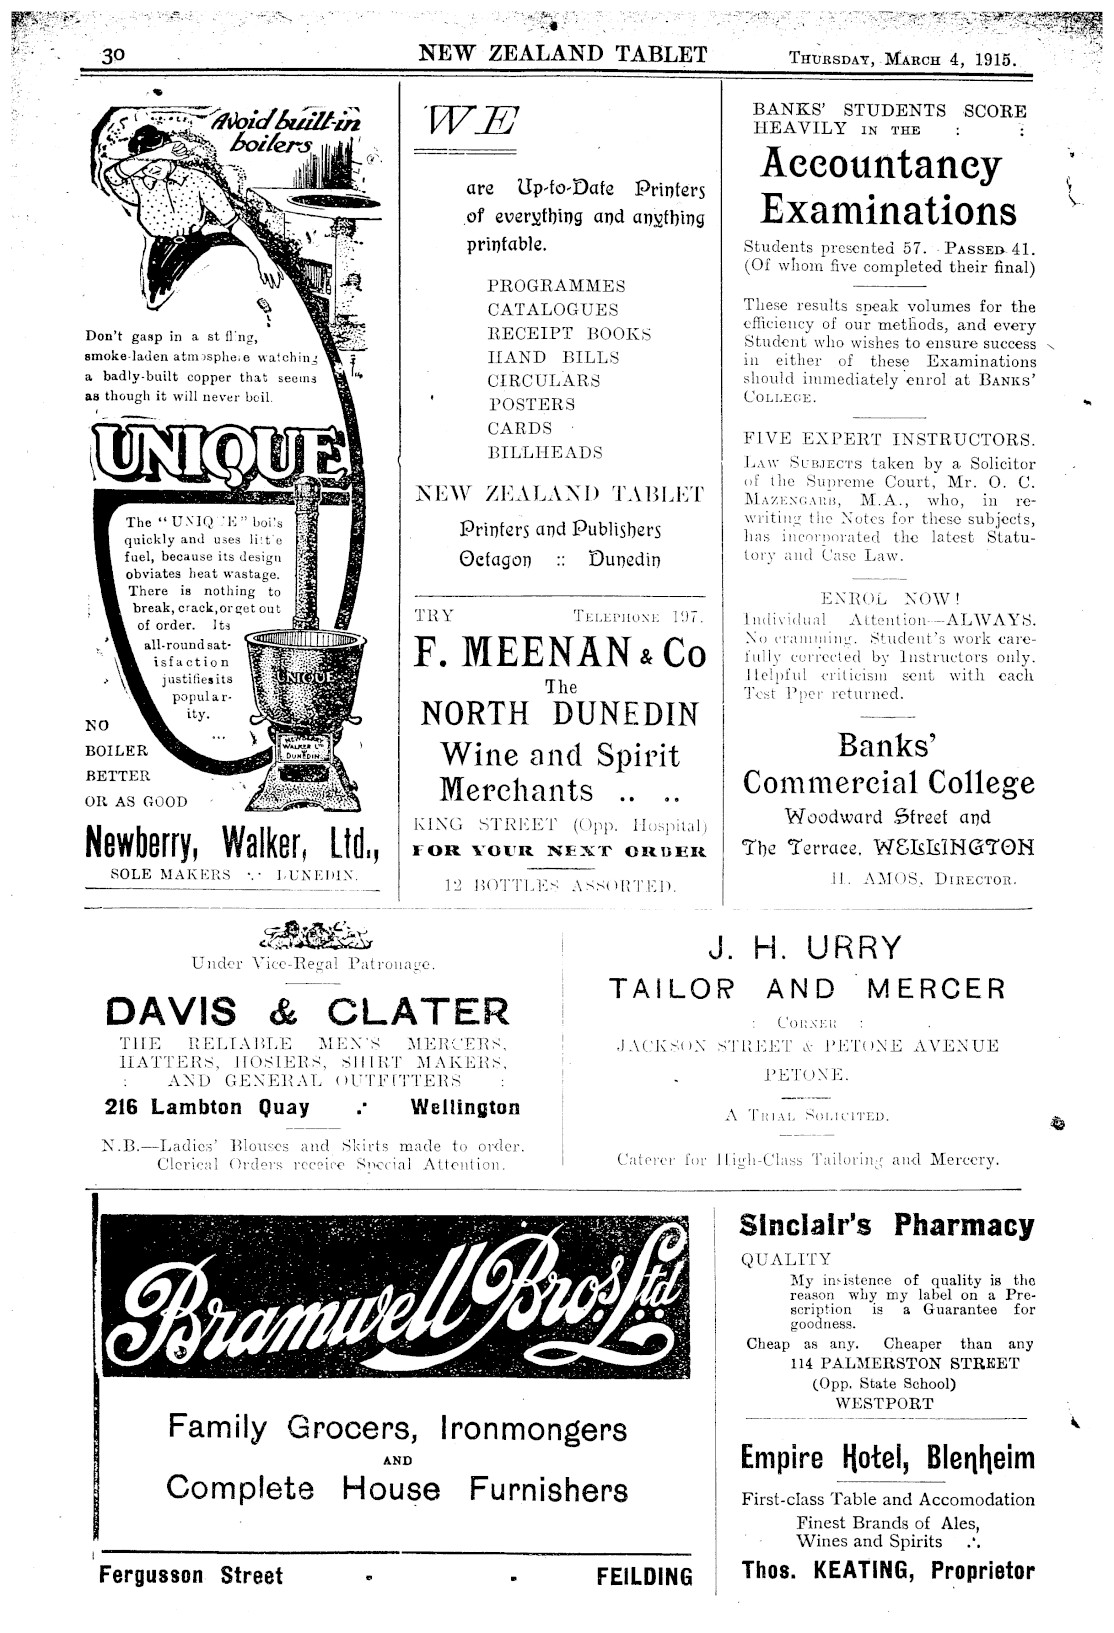 30
NEW ZEALAND TABLET
THURSDAY, MARCH 4, 1915.
Avoid built-in
boilers
Don't gasp in a st fl'ng,
smoke-laden atmosphere watching
a badly-built copper that seems
as though it will never boil.
UNIQUE
The "UNIQUE" boils
quickly and uses little
fuel, because its design
obviates heat wastage.
There is nothing to
break, crack, or get out
of order. Its
all-round sat-
isfaction
justifies its
popular-
ity.
UNIQUE
NEWBERRY
WALKER LTD
DUNEDIN
NO
BOILER
BETTER
OR AS GOOD
Newberry, Walker, Ltd.,
SOLE MAKERS ∵ DUNEDIN.
WE
are Up-to-Date Printers
of everything and anything
printable.
PROGRAMMES
CATALOGUES
RECEIPT BOOKS
HAND BILLS
CIRCULARS
POSTERS
CARDS
BILLHEADS
NEW ZEALAND TABLET
Printers and Publishers
Octagon :: Dunedin
TRY TELEPHONE 197.
F. MEENAN & Co
The
NORTH DUNEDIN
Wine and Spirit
Merchants .. ..
KING STREET (Opp. Hospital)
FOR YOUR NEXT ORDER
12 BOTTLES ASSORTED.
BANKS' STUDENTS SCORE
HEAVILY IN THE : :
Accountancy
Examinations
Students presented 57. PASSED 41.
(Of whom five completed their final)
These results speak volumes for the
efficiency of our methods, and every
Student who wishes to ensure success
in either of these Examinations
should immediately enrol at BANKS'
COLLEGE.
FIVE EXPERT INSTRUCTORS.
LAW SUBJECTS taken by a Solicitor
of the Supreme Court, Mr. O. C.
MAZENGARB, M.A., who, in re-
writing the Notes for these subjects,
has incorporated the latest Statu-
tory and Case Law.
ENROL NOW!
Individual Attention—ALWAYS.
No cramming. Student's work care-
fully corrected by Instructors only.
Helpful criticism sent with each
Test Pper returned.
Banks'
Commercial College
Woodward Street and
The Terrace, WELLINGTON
H. AMOS, DIRECTOR.
Under Vice-Regal Patronage.
DAVIS & CLATER
THE RELIABLE MEN'S MERCERS,
HATTERS, HOSIERS, SHIRT MAKERS,
: AND GENERAL OUTFITTERS :
216 Lambton Quay .·' Wellington
N.B.—Ladies' Blouses and Skirts made to order.
Clerical Orders receive Special Attention.
J. H. URRY
TAILOR AND MERCER
: CORNER :
JACKSON STREET & PETONE AVENUE
PETONE.
A TRIAL SOLICITED.
Caterer for High-Class Tailoring and Mercery.
Bramwell Bros. Ltd
Family Grocers, Ironmongers
AND
Complete House Furnishers
Fergusson Street - - FEILDING
Sinclair's Pharmacy
QUALITY
My insistence of quality is the
reason why my label on a Pre-
scription is a Guarantee for
goodness.
Cheap as any. Cheaper than any
114 PALMERSTON STREET
(Opp. State School)
WESTPORT
Empire Hotel, Blenheim
First-class Table and Accomodation
Finest Brands of Ales,
Wines and Spirits .·.
Thos. KEATING, Proprietor